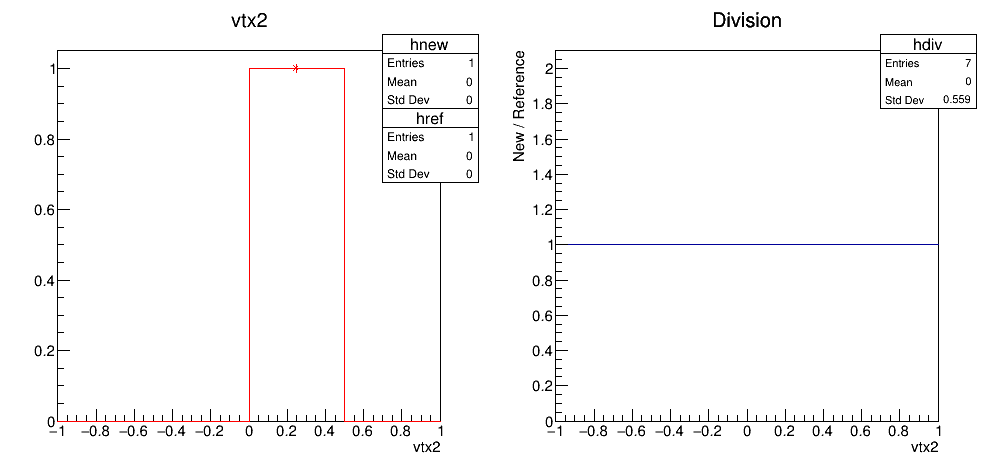 vtx2
hnew
Entries 1
Mean 0
Std Dev 0
href
Entries 1
Mean 0
Std Dev 0
1
0.8
0.6
0.4
0.2
0
−1 −0.8 −0.6 −0.4 −0.2 0 0.2 0.4 0.6 0.8 1
vtx2
Division
hdiv
Entries 7
Mean 0
Std Dev 0.559
New / Reference
2
1.8
1.6
1.4
1.2
1
0.8
0.6
0.4
0.2
0
−1 −0.8 −0.6 −0.4 −0.2 0 0.2 0.4 0.6 0.8 1
vtx2